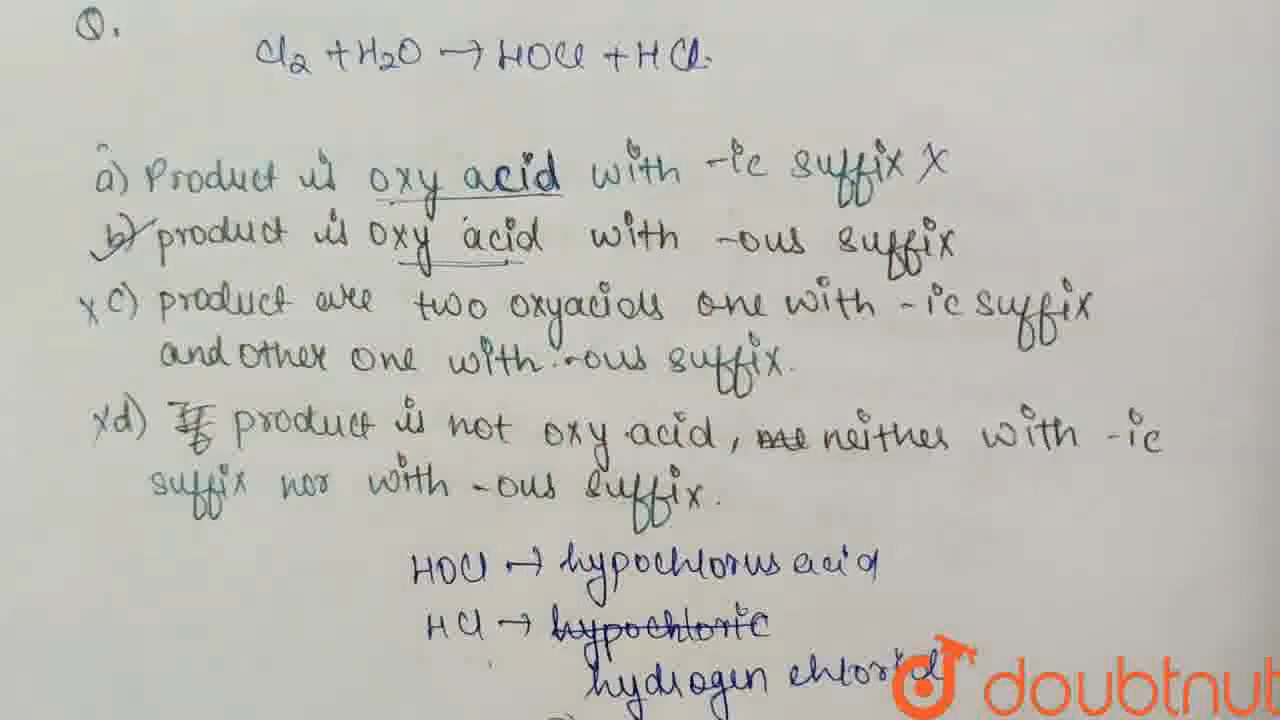 Q.
Cl2 + H2O → HOCl + HCl.
a) Product is oxy acid with -ic suffix X
b) product is oxy acid with -ous suffix
x c) product are two oxyacids one with -ic suffix
and other one with -ous suffix.
x d) If product is not oxy acid, neither with -ic
suffix nor with -ous suffix.
HOCl → hypochlorus acid
HCl → hypochloric
hydrogen chlorid
doubtnut